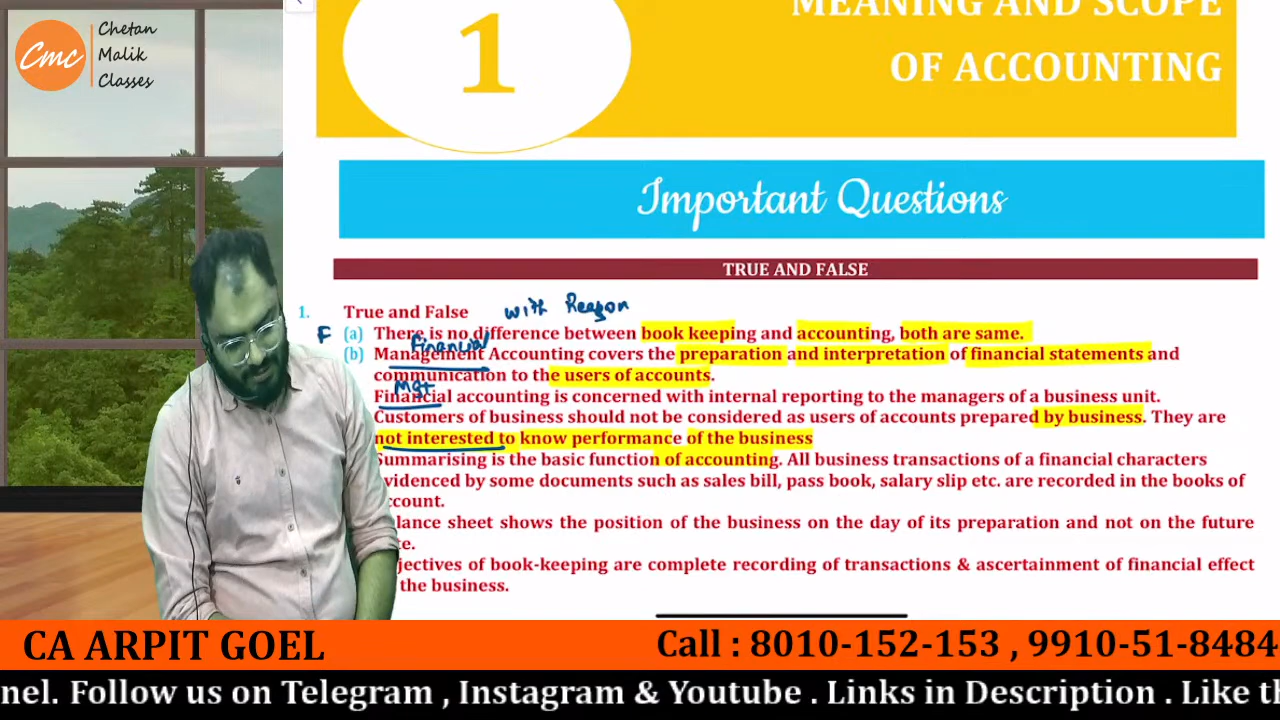 Cmc
Chetan
Malik
Classes
1
MEANING AND SCOPE
OF ACCOUNTING
Important Questions
TRUE AND FALSE
1. True and False with Reason
F (a) There is no difference between book keeping and accounting, both are same.
Financial
(b) Management Accounting covers the preparation and interpretation of financial statements and
communication to the users of accounts.
Mgt
Financial accounting is concerned with internal reporting to the managers of a business unit.
Customers of business should not be considered as users of accounts prepared by business. They are
not interested to know performance of the business
Summarising is the basic function of accounting. All business transactions of a financial characters
videnced by some documents such as sales bill, pass book, salary slip etc. are recorded in the books of
ccount.
lance sheet shows the position of the business on the day of its preparation and not on the future
te.
jectives of book-keeping are complete recording of transactions & ascertainment of financial effect
the business.
CA ARPIT GOEL
Call : 8010-152-153 , 9910-51-8484
nel. Follow us on Telegram , Instagram & Youtube . Links in Description . Like th